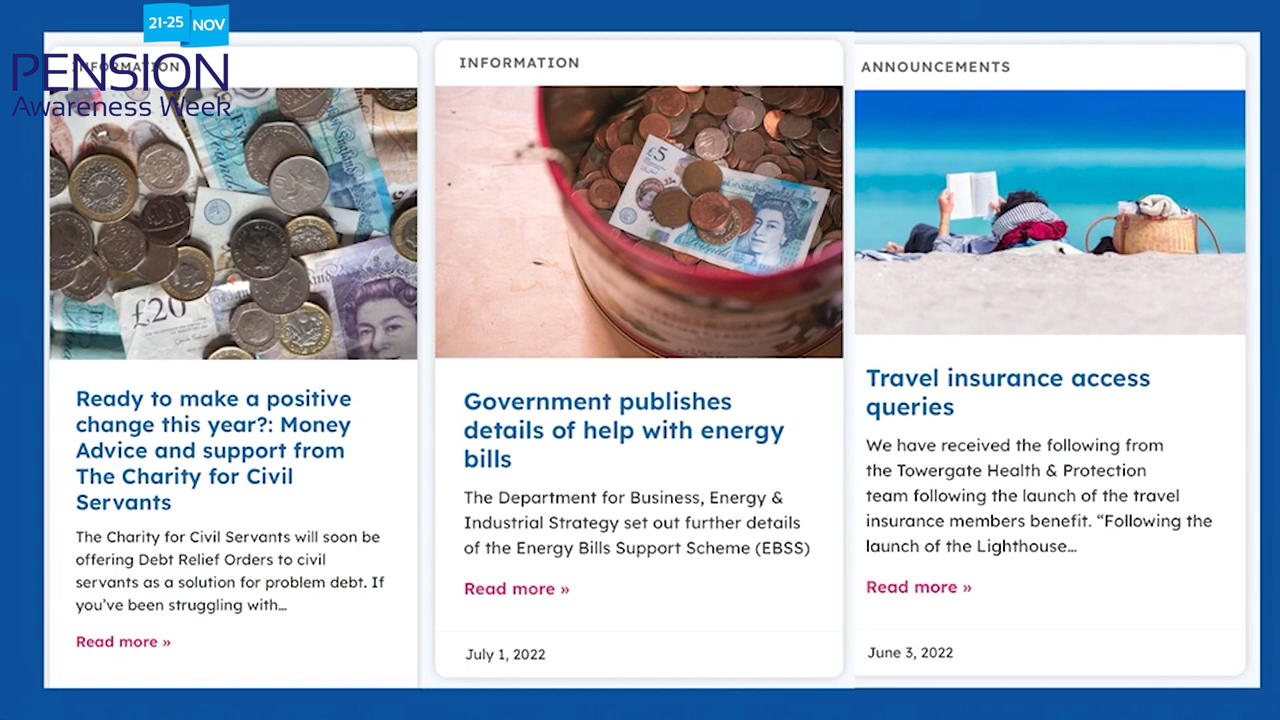 21-25 NOV
PENSION
Awareness Week
INFORMATION
£20
Ready to make a positive
change this year?: Money
Advice and support from
The Charity for Civil
Servants
The Charity for Civil Servants will soon be
offering Debt Relief Orders to civil
servants as a solution for problem debt. If
you’ve been struggling with…
Read more »
INFORMATION
£5
Government publishes
details of help with energy
bills
The Department for Business, Energy &
Industrial Strategy set out further details
of the Energy Bills Support Scheme (EBSS)
Read more »
July 1, 2022
ANNOUNCEMENTS
Travel insurance access
queries
We have received the following from
the Towergate Health & Protection
team following the launch of the travel
insurance members benefit. “Following the
launch of the Lighthouse…
Read more »
June 3, 2022